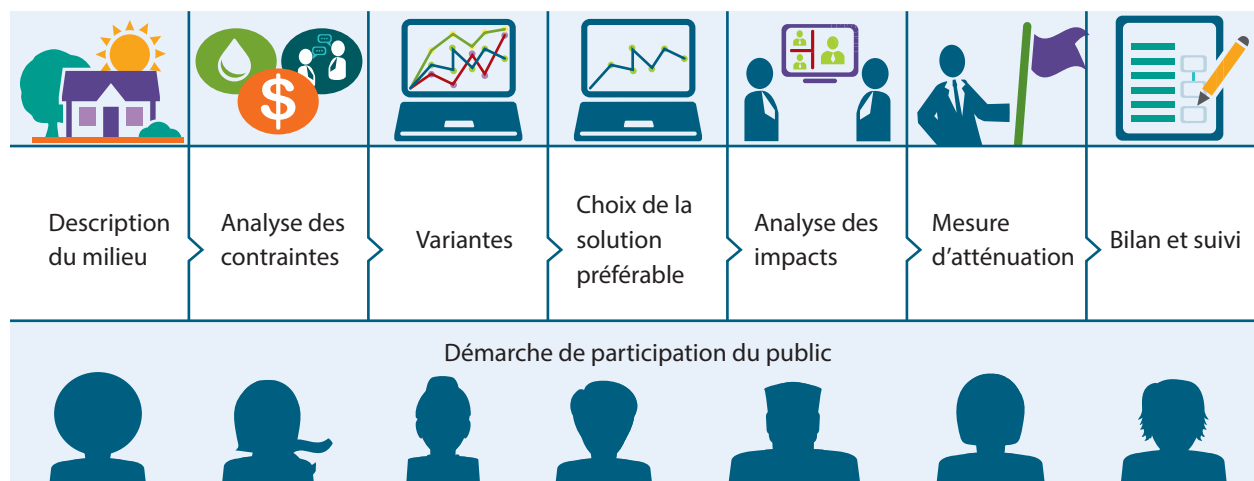 Description
du milieu
Analyse des
contraintes
Variantes
Choix de la
solution
préférable
Analyse des
impacts
Mesure
d'atténuation
Bilan et suivi
Démarche de participation du public
$